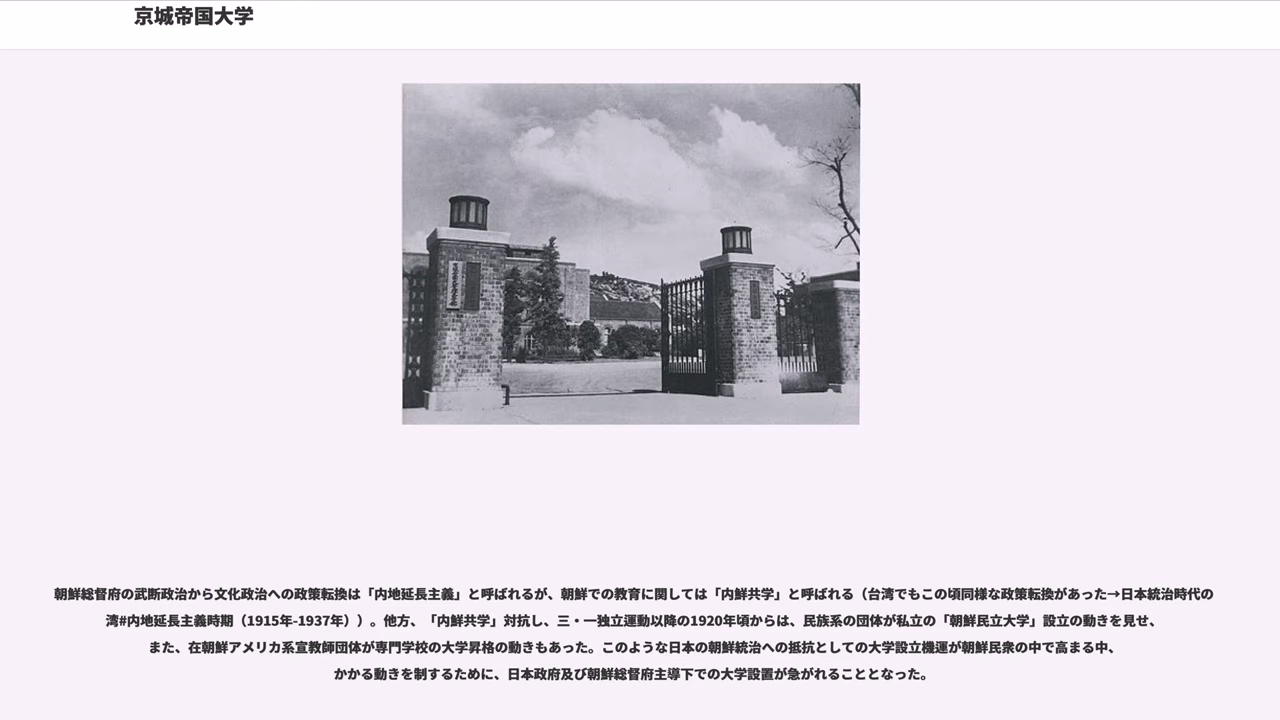 京城帝国大学
朝鮮総督府の武断政治から文化政治への政策転換は「内地延長主義」と呼ばれるが、朝鮮での教育に関しては「内鮮共学」と呼ばれる（台湾でもこの頃同様な政策転換があった→日本統治時代の
湾#内地延長主義時期（1915年-1937年））。他方、「内鮮共学」対抗し、三・一独立運動以降の1920年頃からは、民族系の団体が私立の「朝鮮民立大学」設立の動きを見せ、
また、在朝鮮アメリカ系宣教師団体が専門学校の大学昇格の動きもあった。このような日本の朝鮮統治への抵抗としての大学設立機運が朝鮮民衆の中で高まる中、
かかる動きを制するために、日本政府及び朝鮮総督府主導下での大学設置が急がれることとなった。